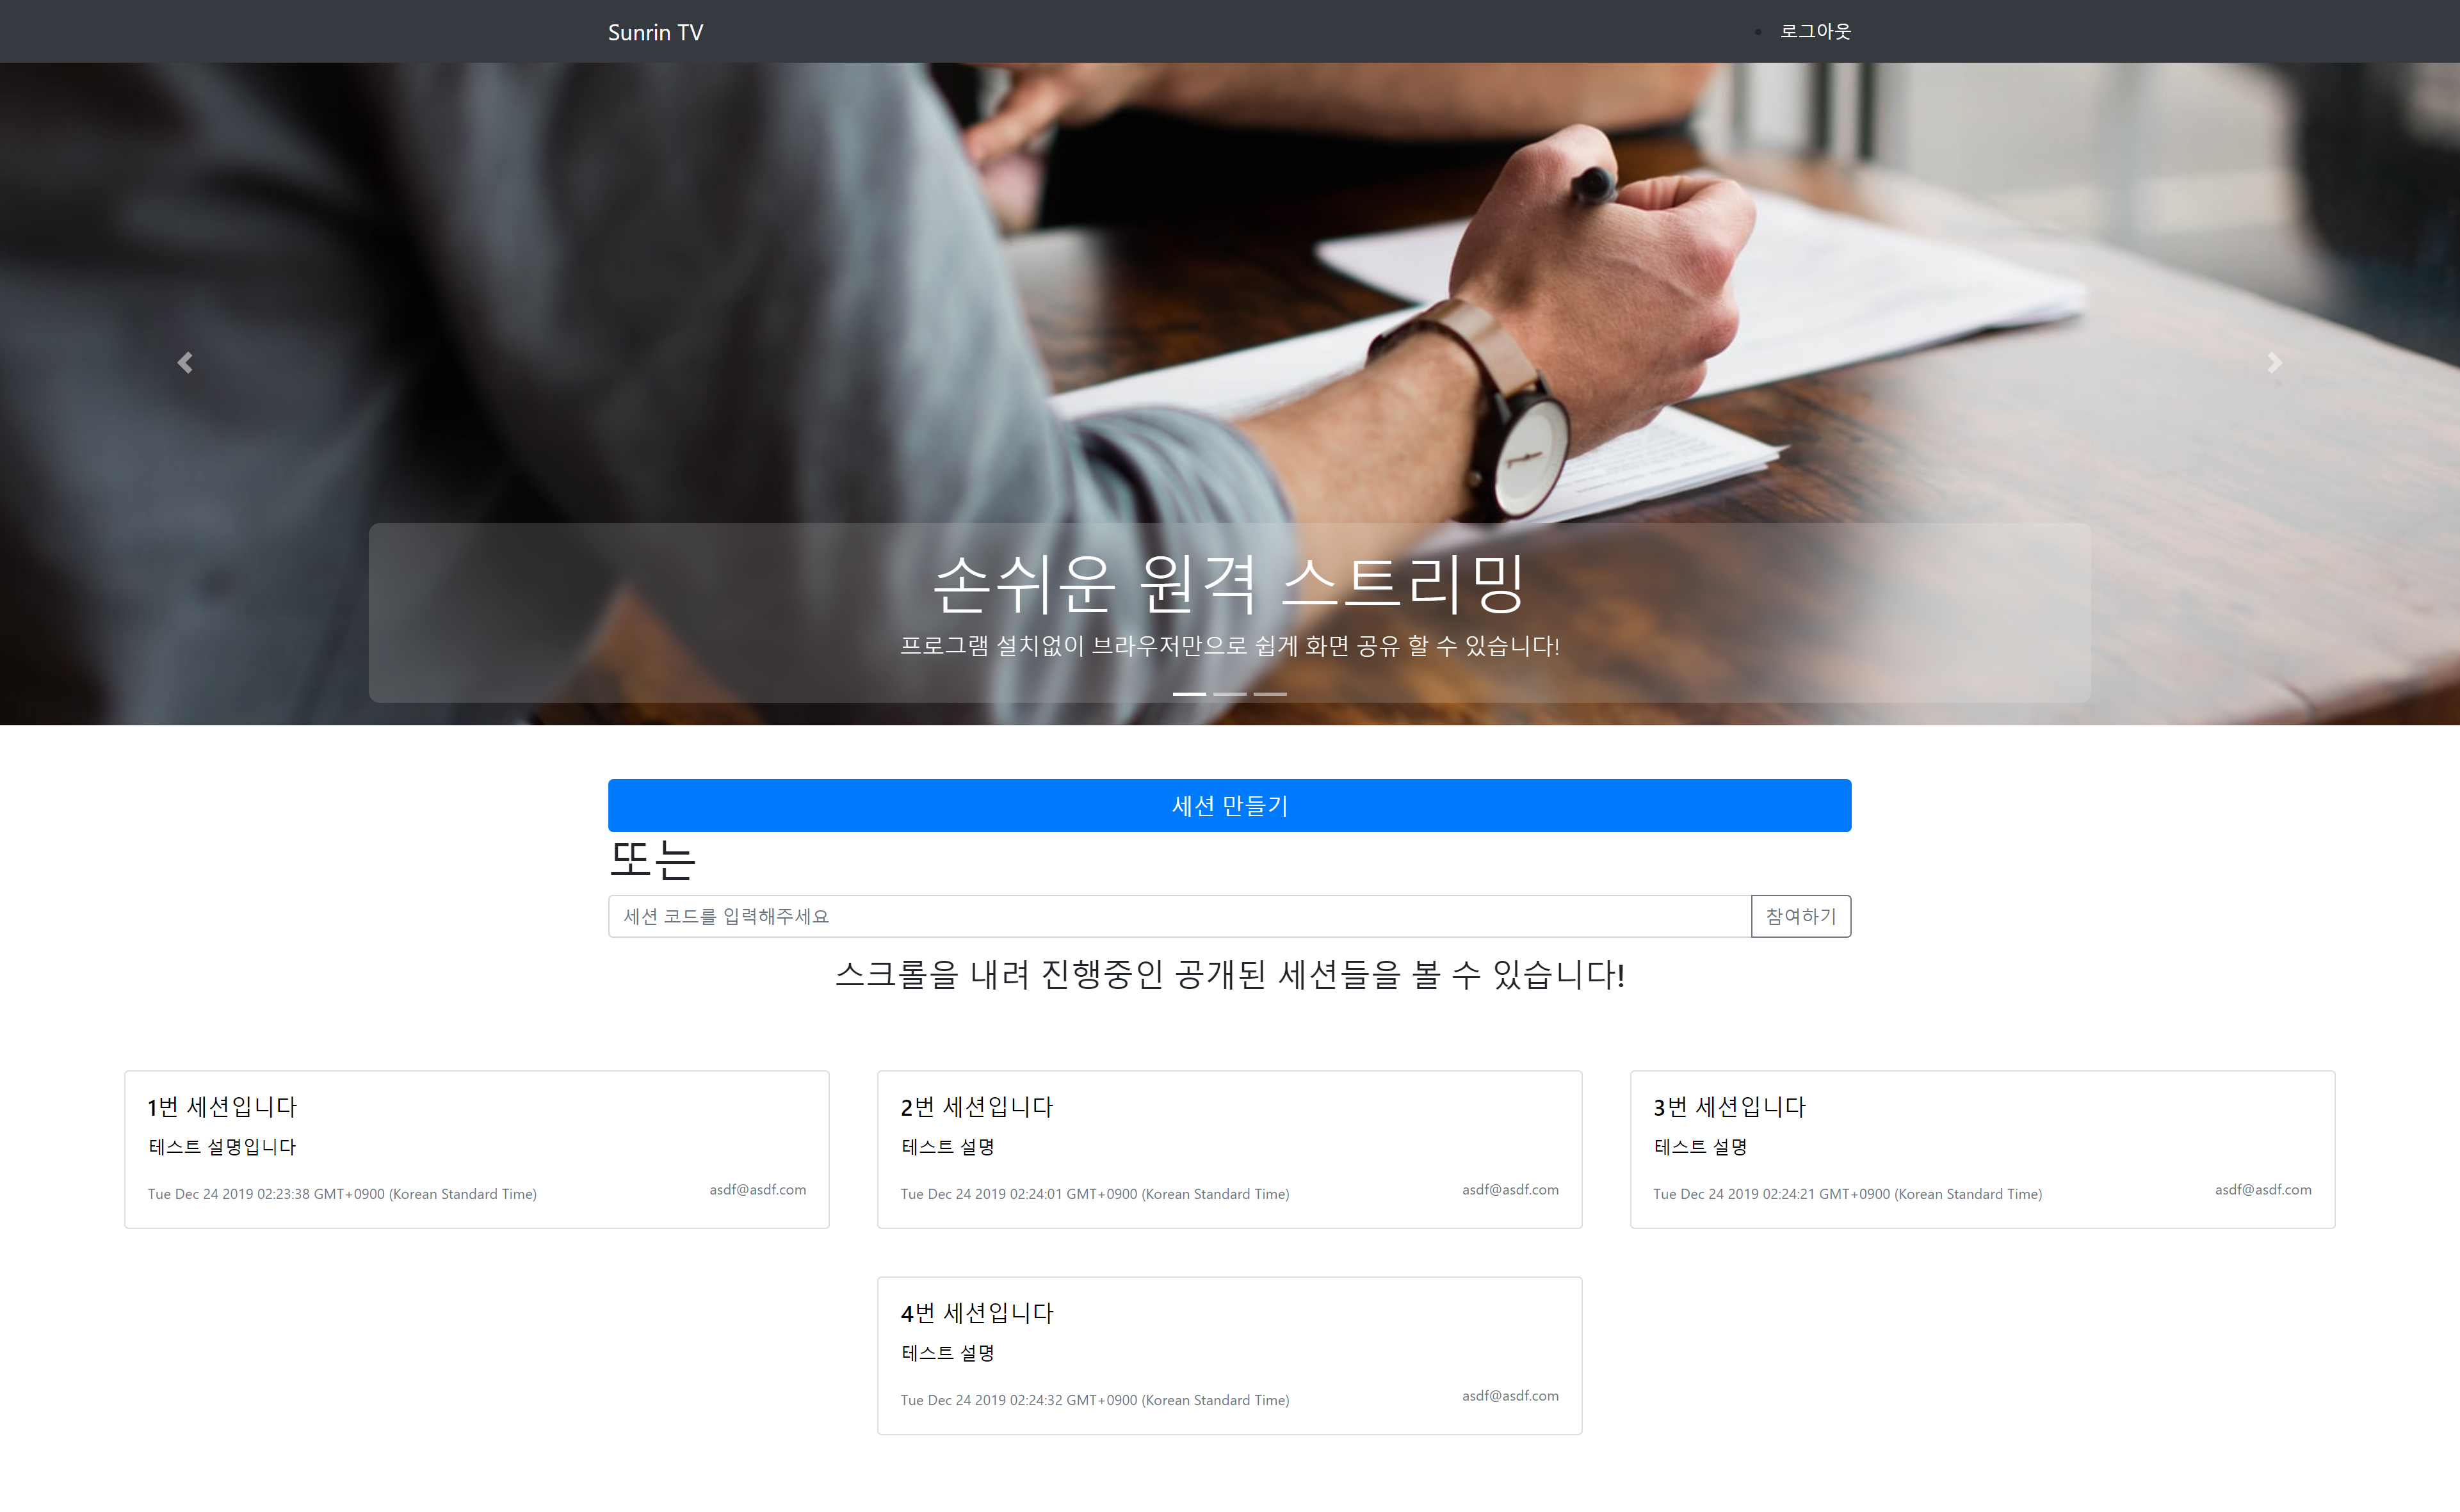 Sunrin TV
로그아웃
손쉬운 원격 스트리밍
프로그램 설치없이 브라우저만으로 쉽게 화면 공유 할 수 있습니다!
세션 만들기
또는
세션 코드를 입력해주세요
참여하기
스크롤을 내려 진행중인 공개된 세션들을 볼 수 있습니다!
1번 세션입니다
테스트 설명입니다
Tue Dec 24 2019 02:23:38 GMT+0900 (Korean Standard Time)
asdf@asdf.com
2번 세션입니다
테스트 설명
Tue Dec 24 2019 02:24:01 GMT+0900 (Korean Standard Time)
asdf@asdf.com
3번 세션입니다
테스트 설명
Tue Dec 24 2019 02:24:21 GMT+0900 (Korean Standard Time)
asdf@asdf.com
4번 세션입니다
테스트 설명
Tue Dec 24 2019 02:24:32 GMT+0900 (Korean Standard Time)
asdf@asdf.com